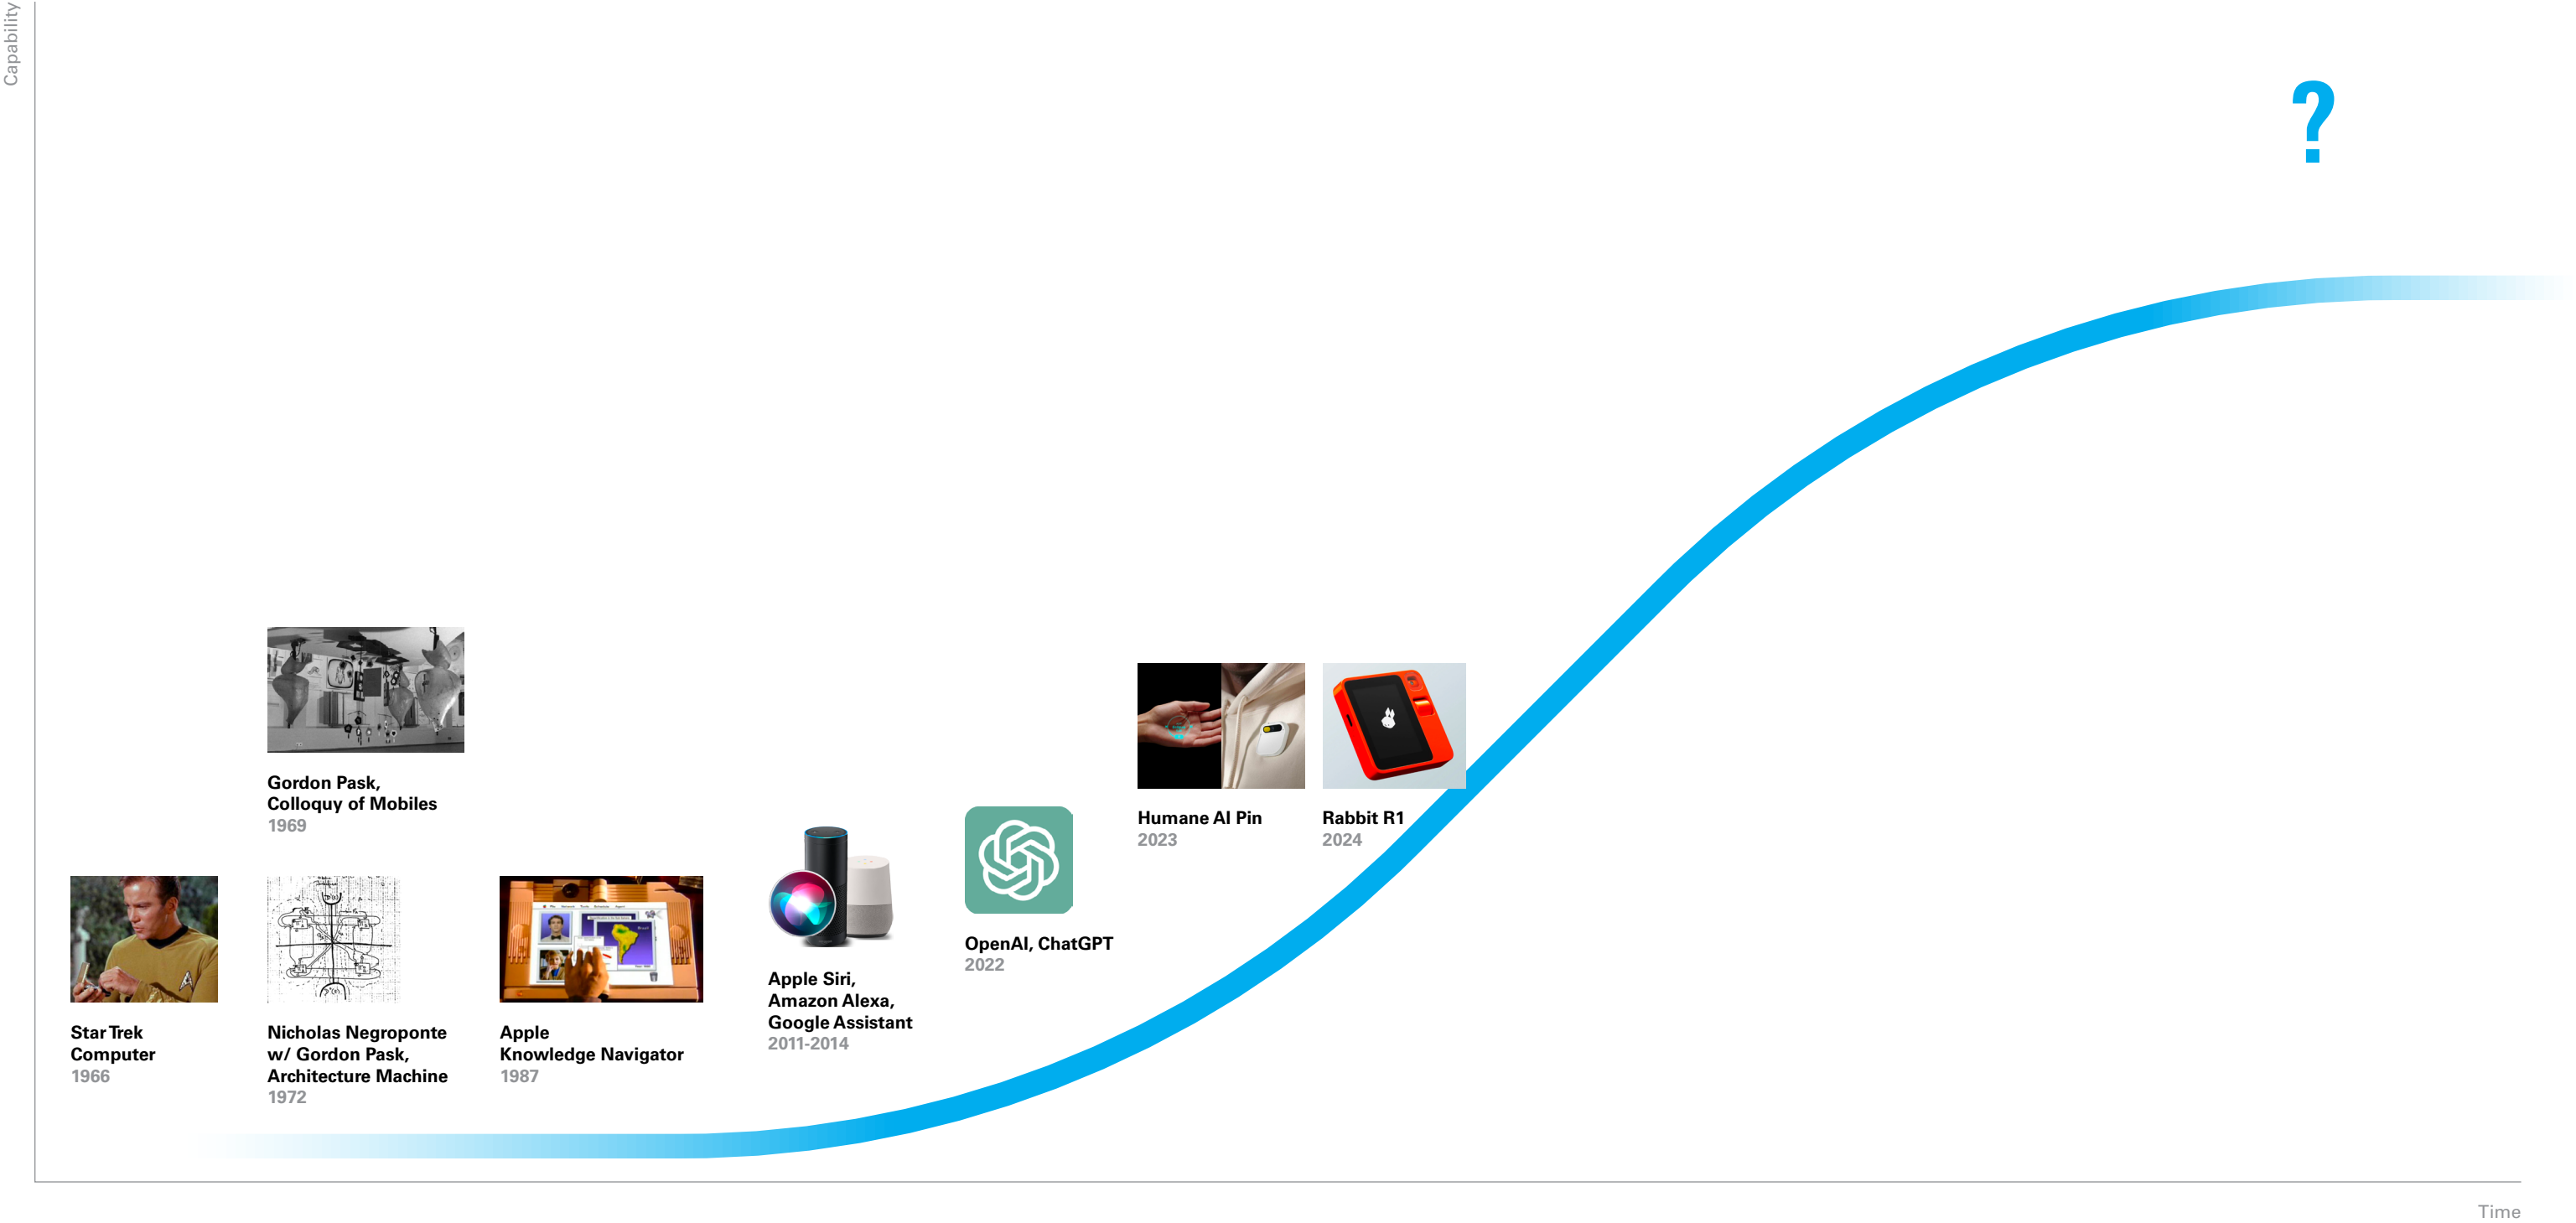 Capability
?
Gordon Pask,
Colloquy of Mobiles
1969
Star Trek
Computer
1966
Nicholas Negroponte
w/ Gordon Pask,
Architecture Machine
1972
Apple
Knowledge Navigator
1987
Apple Siri,
Amazon Alexa,
Google Assistant
2011-2014
OpenAI, ChatGPT
2022
Humane AI Pin
2023
Rabbit R1
2024
Time